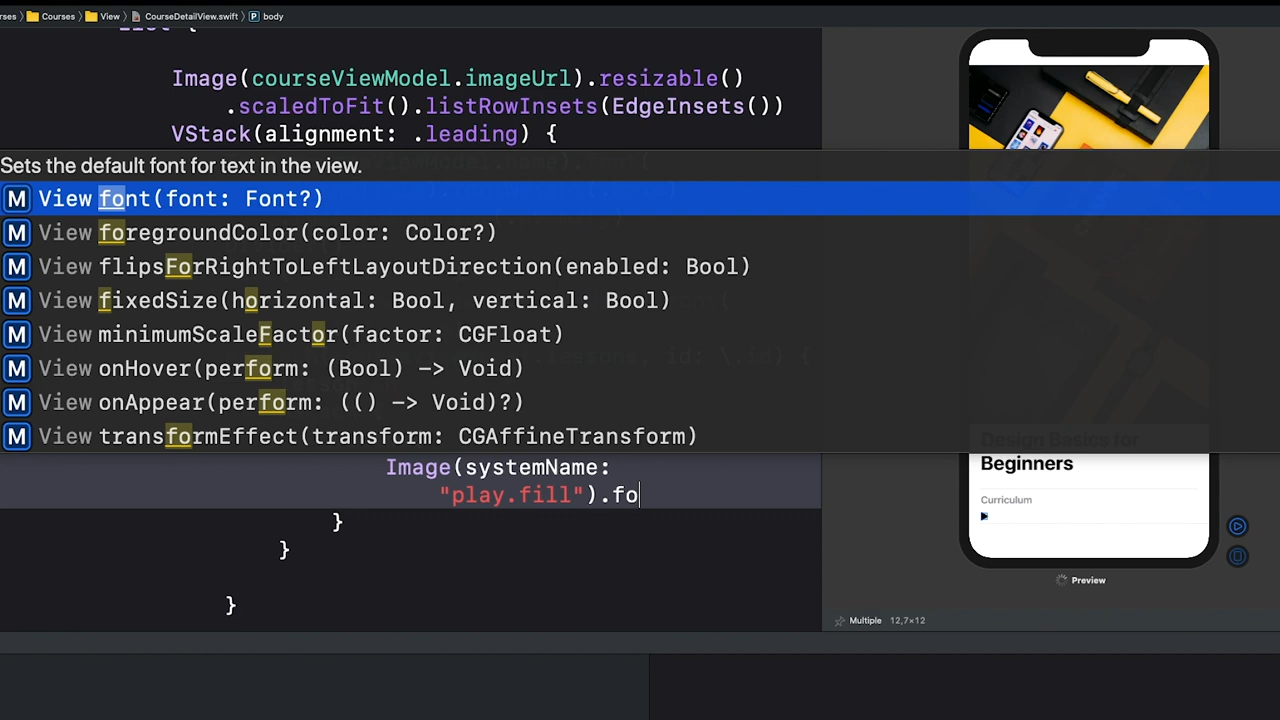 rses 〉 Courses 〉 View 〉 CourseDetailView.swift 〉 P body
Image(courseViewModel.imageUrl).resizable()
.scaledToFit().listRowInsets(EdgeInsets())
VStack(alignment: .leading) {
Sets the default font for text in the view.
M View font(font: Font?)
M View foregroundColor(color: Color?)
M View flipsForRightToLeftLayoutDirection(enabled: Bool)
M View fixedSize(horizontal: Bool, vertical: Bool)
M View minimumScaleFactor(factor: CGFloat)
M View onHover(perform: (Bool) -> Void)
M View onAppear(perform: (() -> Void)?)
M View transformEffect(transform: CGAffineTransform)
Image(systemName:
"play.fill").fo
}
}
}
Design Basics for
Beginners
Curriculum
Preview
Multiple 12,7×12